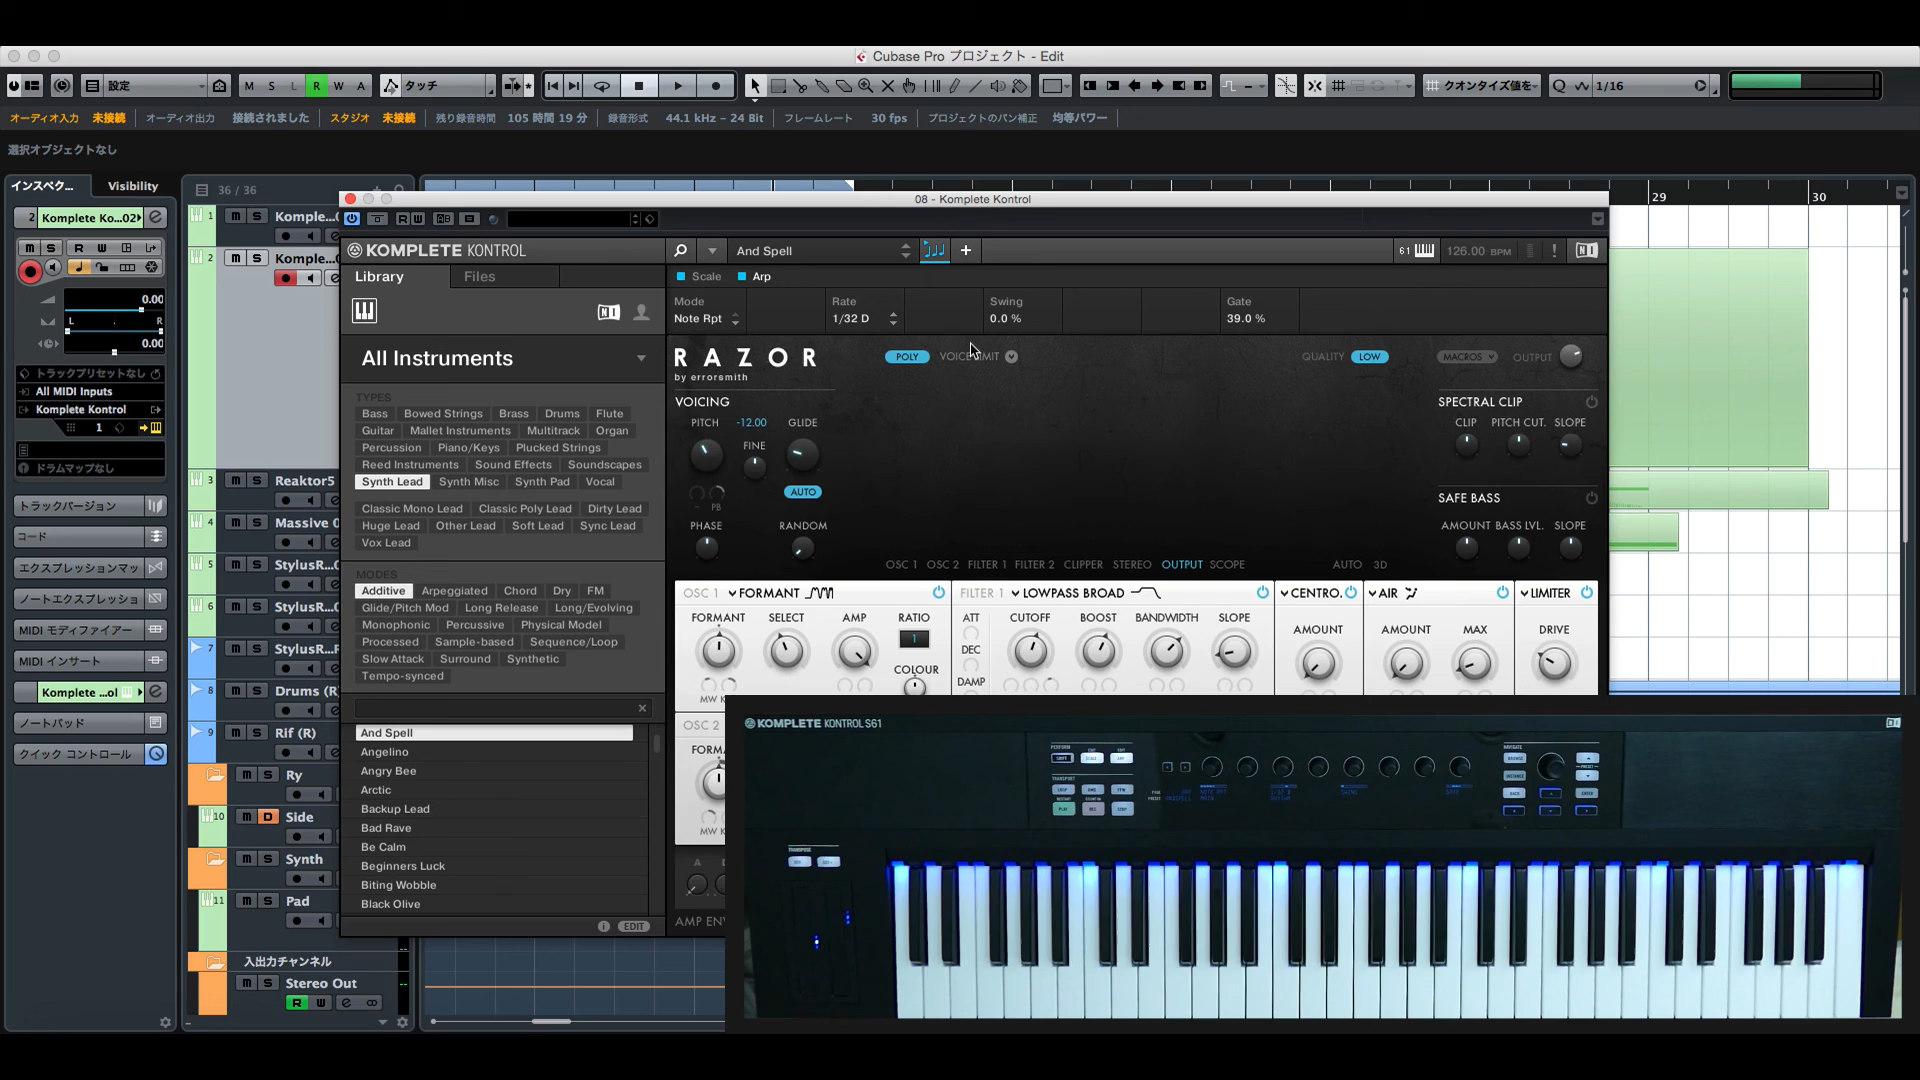 Cubase Pro プロジェクト - Edit
設定
M S L R W A
タッチ
クオンタイズ値を
Q 1/16
オーディオ入力 未接続 オーディオ出力 接続されました スタジオ 未接続 残り録音時間 105 時間 19 分 録音形式 44.1 kHz - 24 Bit フレームレート 30 fps プロジェクトのパン補正 均等パワー
選択オブジェクトなし
インスペク... Visibility
36 / 36
29 30
2 Komplete Ko...02
M S R W
0.00
L R
0.00
トラックプリセットなし
All MIDI Inputs
Komplete Kontrol
1
ドラムマップなし
トラックバージョン
コード
エクスプレッションマッ
ノートエクスプレッショ
MIDI モディファイアー
MIDI インサート
Komplete ...ol
ノートパッド
クイック コントロール
1 M S Komple...0
2 M S Komple...
3 M S Reaktor5
4 M S Massive 0
5 M S StylusR...
6 M S StylusR...
7 M S StylusR...R
8 M S Drums (R)
9 M S Rif (R)
M S Ry
10 M D Side
M S Synth
11 M S Pad
入出力チャンネル
M S Stereo Out
R W
08 - Komplete Kontrol
R W
KOMPLETE KONTROL
And Spell
61
126.00 BPM
Library Files
Scale Arp
Mode Rate Swing Gate
Note Rpt 1/32 D 0.0 % 39.0 %
All Instruments
TYPES
Bass Bowed Strings Brass Drums Flute
Guitar Mallet Instruments Multitrack Organ
Percussion Piano/Keys Plucked Strings
Reed Instruments Sound Effects Soundscapes
Synth Lead Synth Misc Synth Pad Vocal
Classic Mono Lead Classic Poly Lead Dirty Lead
Huge Lead Other Lead Soft Lead Sync Lead
Vox Lead
MODES
Additive Arpeggiated Chord Dry FM
Glide/Pitch Mod Long Release Long/Evolving
Monophonic Percussive Physical Model
Processed Sample-based Sequence/Loop
Slow Attack Surround Synthetic
Tempo-synced
And Spell
Angelino
Angry Bee
Arctic
Backup Lead
Bad Rave
Be Calm
Beginners Luck
Biting Wobble
Black Olive
EDIT
RAZOR
by errorsmith
POLY
QUALITY LOW
MACROS
OUTPUT
VOICING
PITCH -12.00 GLIDE
FINE
AUTO
PB
PHASE RANDOM
SPECTRAL CLIP
CLIP PITCH CUT. SLOPE
SAFE BASS
AMOUNT BASS LVL. SLOPE
OSC 1 OSC 2 FILTER 1 FILTER 2 CLIPPER STEREO OUTPUT SCOPE AUTO 3D
OSC 1 FORMANT
FORMANT SELECT AMP RATIO
1
COLOUR
MW
FILTER 1 LOWPASS BROAD
ATT
DEC
DAMP
CUTOFF BOOST BANDWIDTH SLOPE
CENTRO.
AMOUNT
AIR
AMOUNT MAX
LIMITER
DRIVE
OSC 2
FORMA
MW
A D
AMP EN
KOMPLETE KONTROL S61